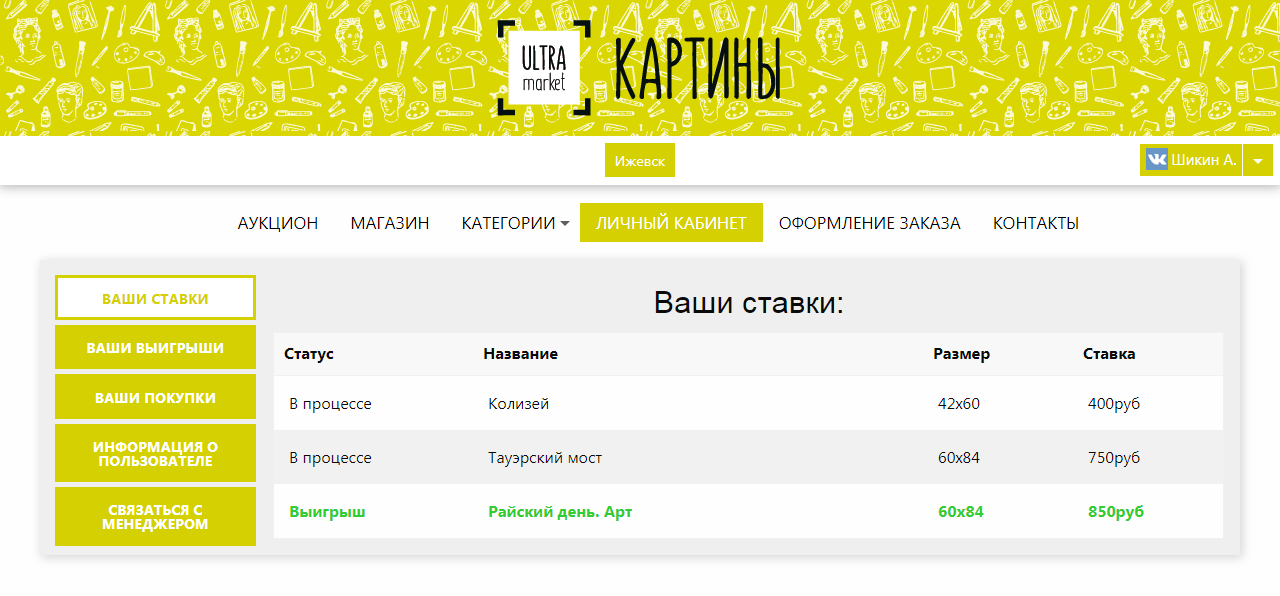 ULTRA
market
КАРТИНЫ
Ижевск
Шикин А.
АУКЦИОН МАГАЗИН КАТЕГОРИИ ЛИЧНЫЙ КАБИНЕТ ОФОРМЛЕНИЕ ЗАКАЗА КОНТАКТЫ
ВАШИ СТАВКИ
ВАШИ ВЫИГРЫШИ
ВАШИ ПОКУПКИ
ИНФОРМАЦИЯ О
ПОЛЬЗОВАТЕЛЕ
СВЯЗАТЬСЯ С
МЕНЕДЖЕРОМ
Ваши ставки:
Статус Название Размер Ставка
В процессе Колизей 42x60 400руб
В процессе Тауэрский мост 60x84 750руб
Выигрыш Райский день. Арт 60x84 850руб